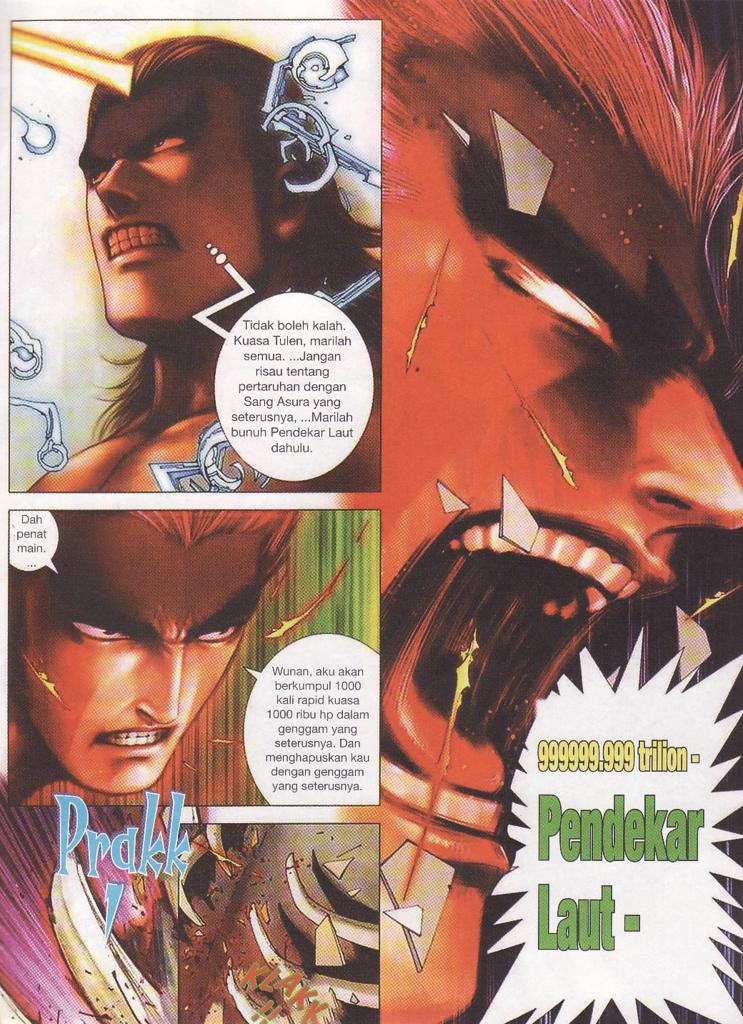 Tidak boleh kalah.
Kuasa Tulen, marilah
semua. ...Jangan
risau tentang
pertaruhan dengan
Sang Asura yang
seterusnya, ...Marilah
bunuh Pendekar Laut
dahulu.
Dah
penat
main.
...
Wunan, aku akan
berkumpul 1000
kali rapid kuasa
1000 ribu hp dalam
genggam yang
seterusnya. Dan
menghapuskan kau
dengan genggam
yang seterusnya.
Prakk
!
KLAKK
!!
999999.999 trilion -
Pendekar
Laut -